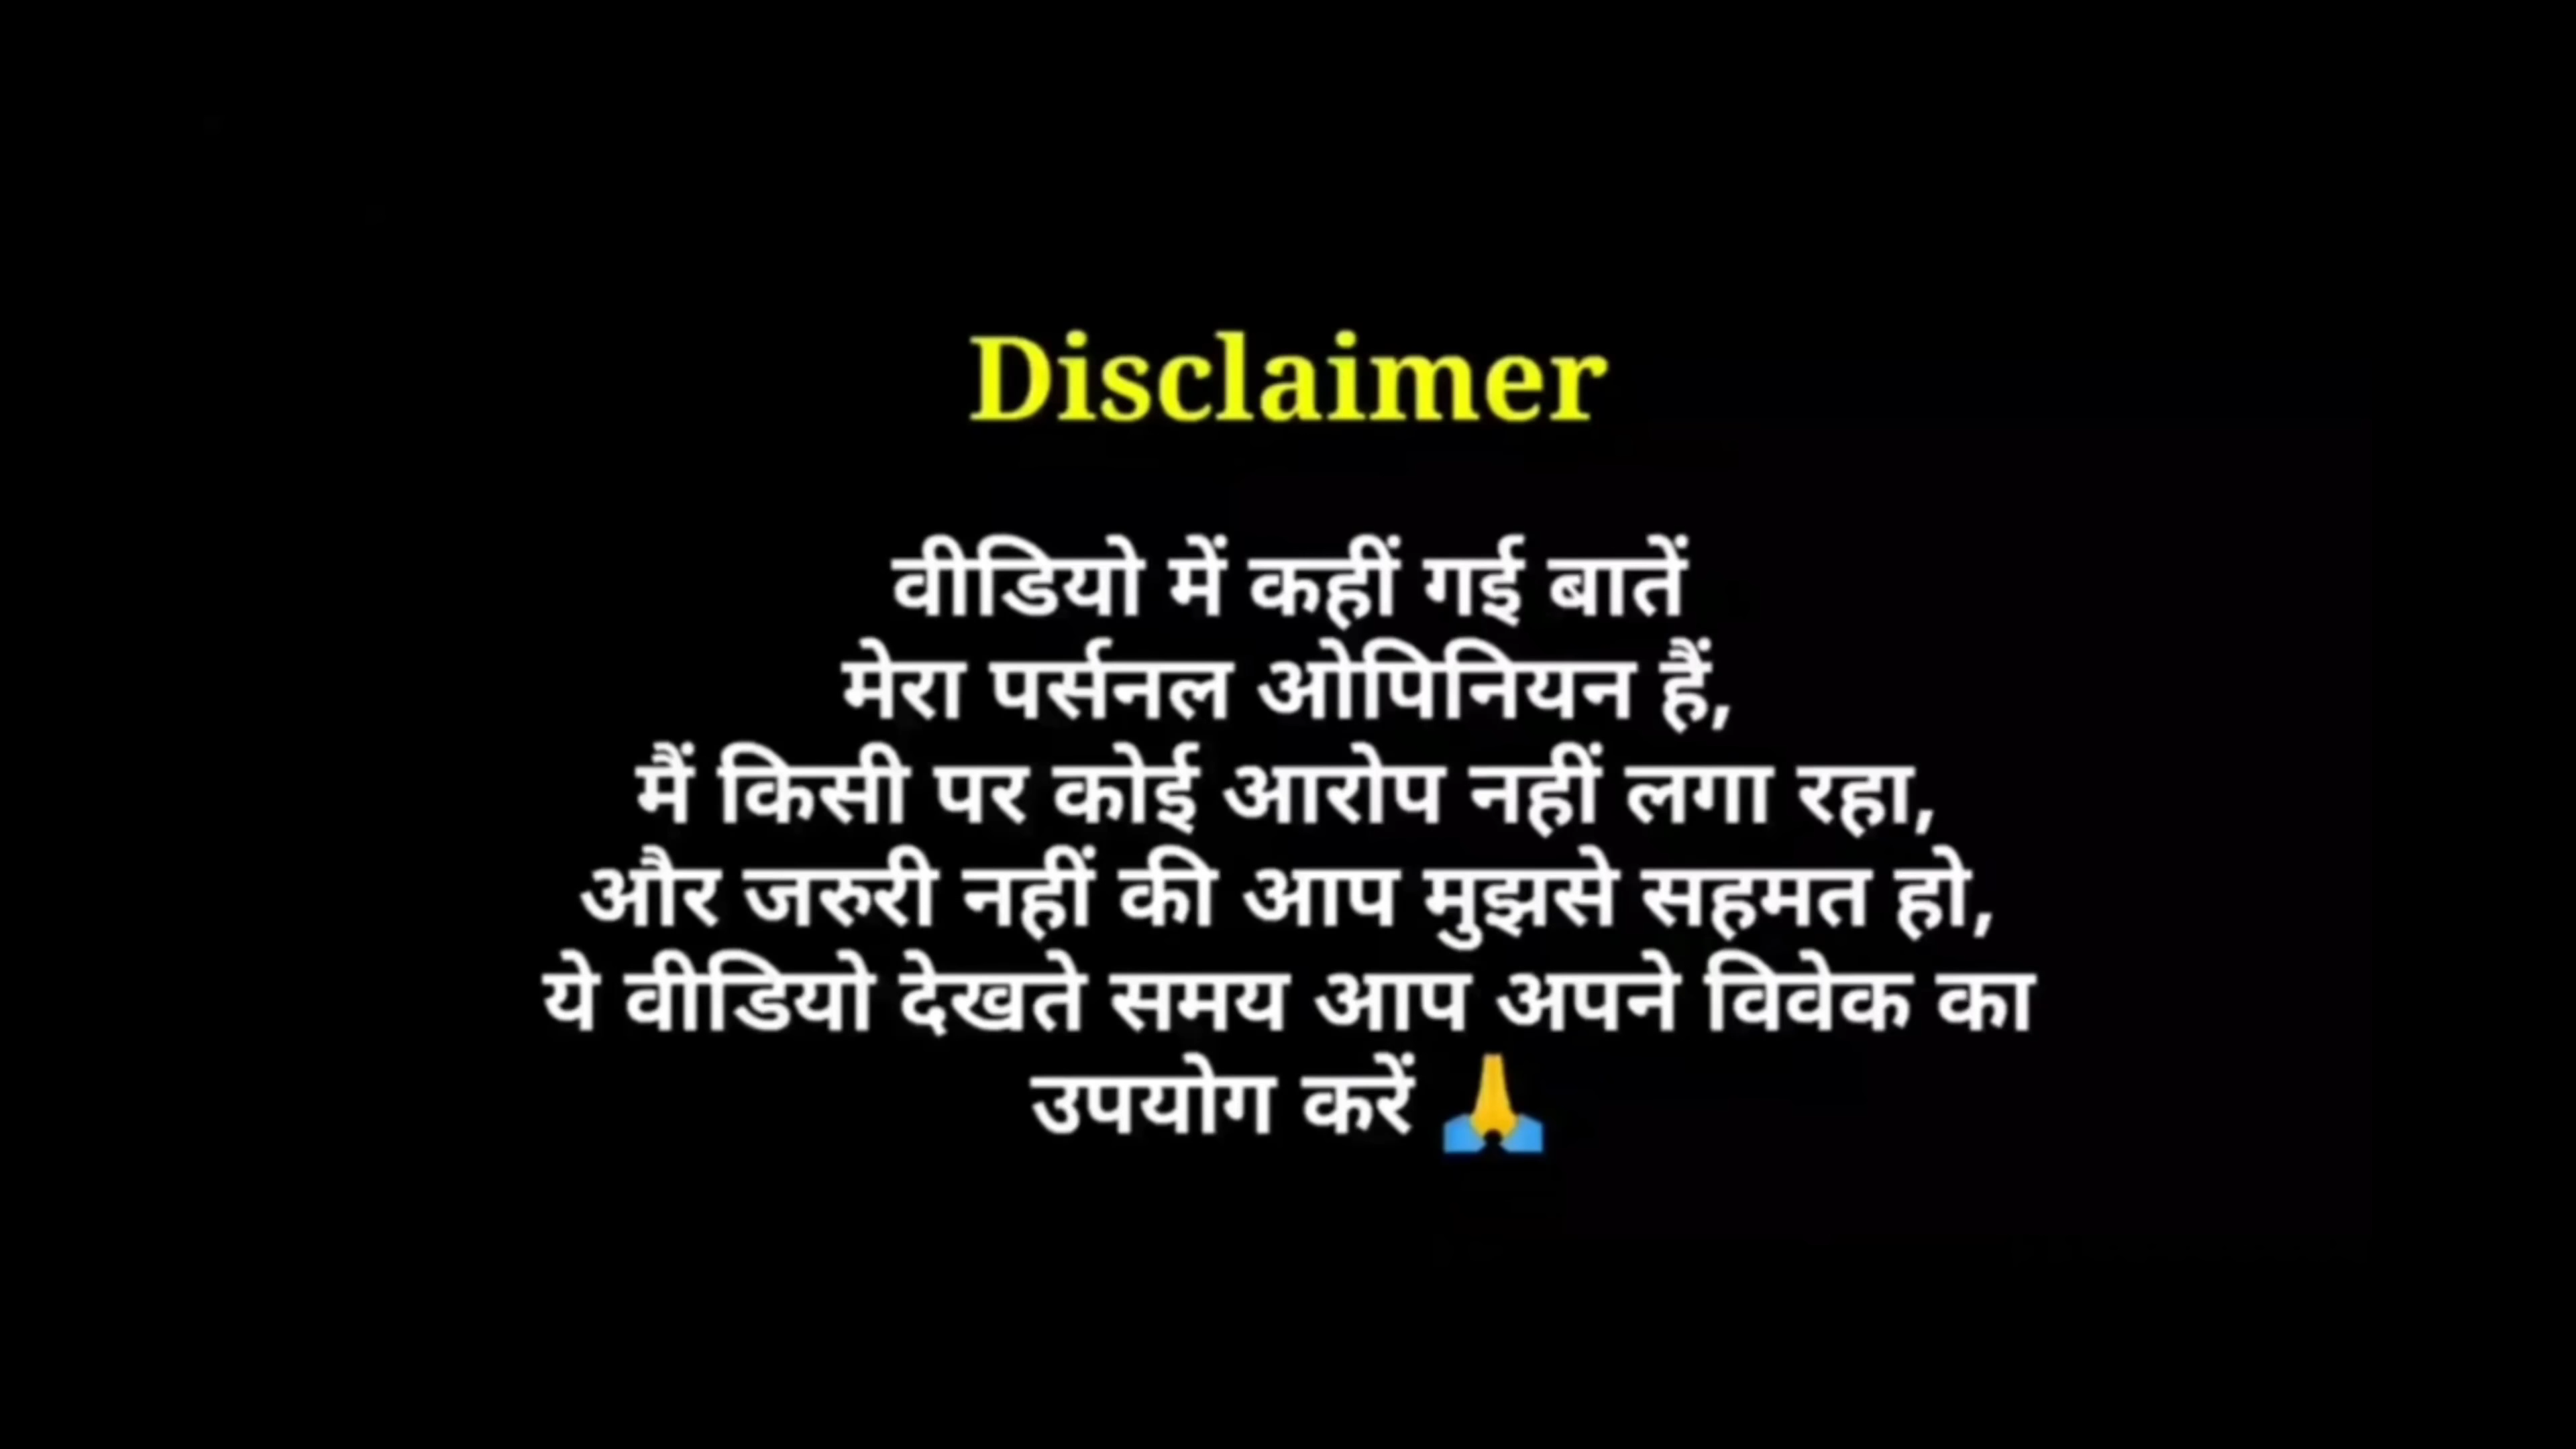 Disclaimer
वीडियो में कहीं गई बातें
मेरा पर्सनल ओपिनियन हैं,
मैं किसी पर कोई आरोप नहीं लगा रहा,
और जरुरी नहीं की आप मुझसे सहमत हो,
ये वीडियो देखते समय आप अपने विवेक का
उपयोग करें 🙏